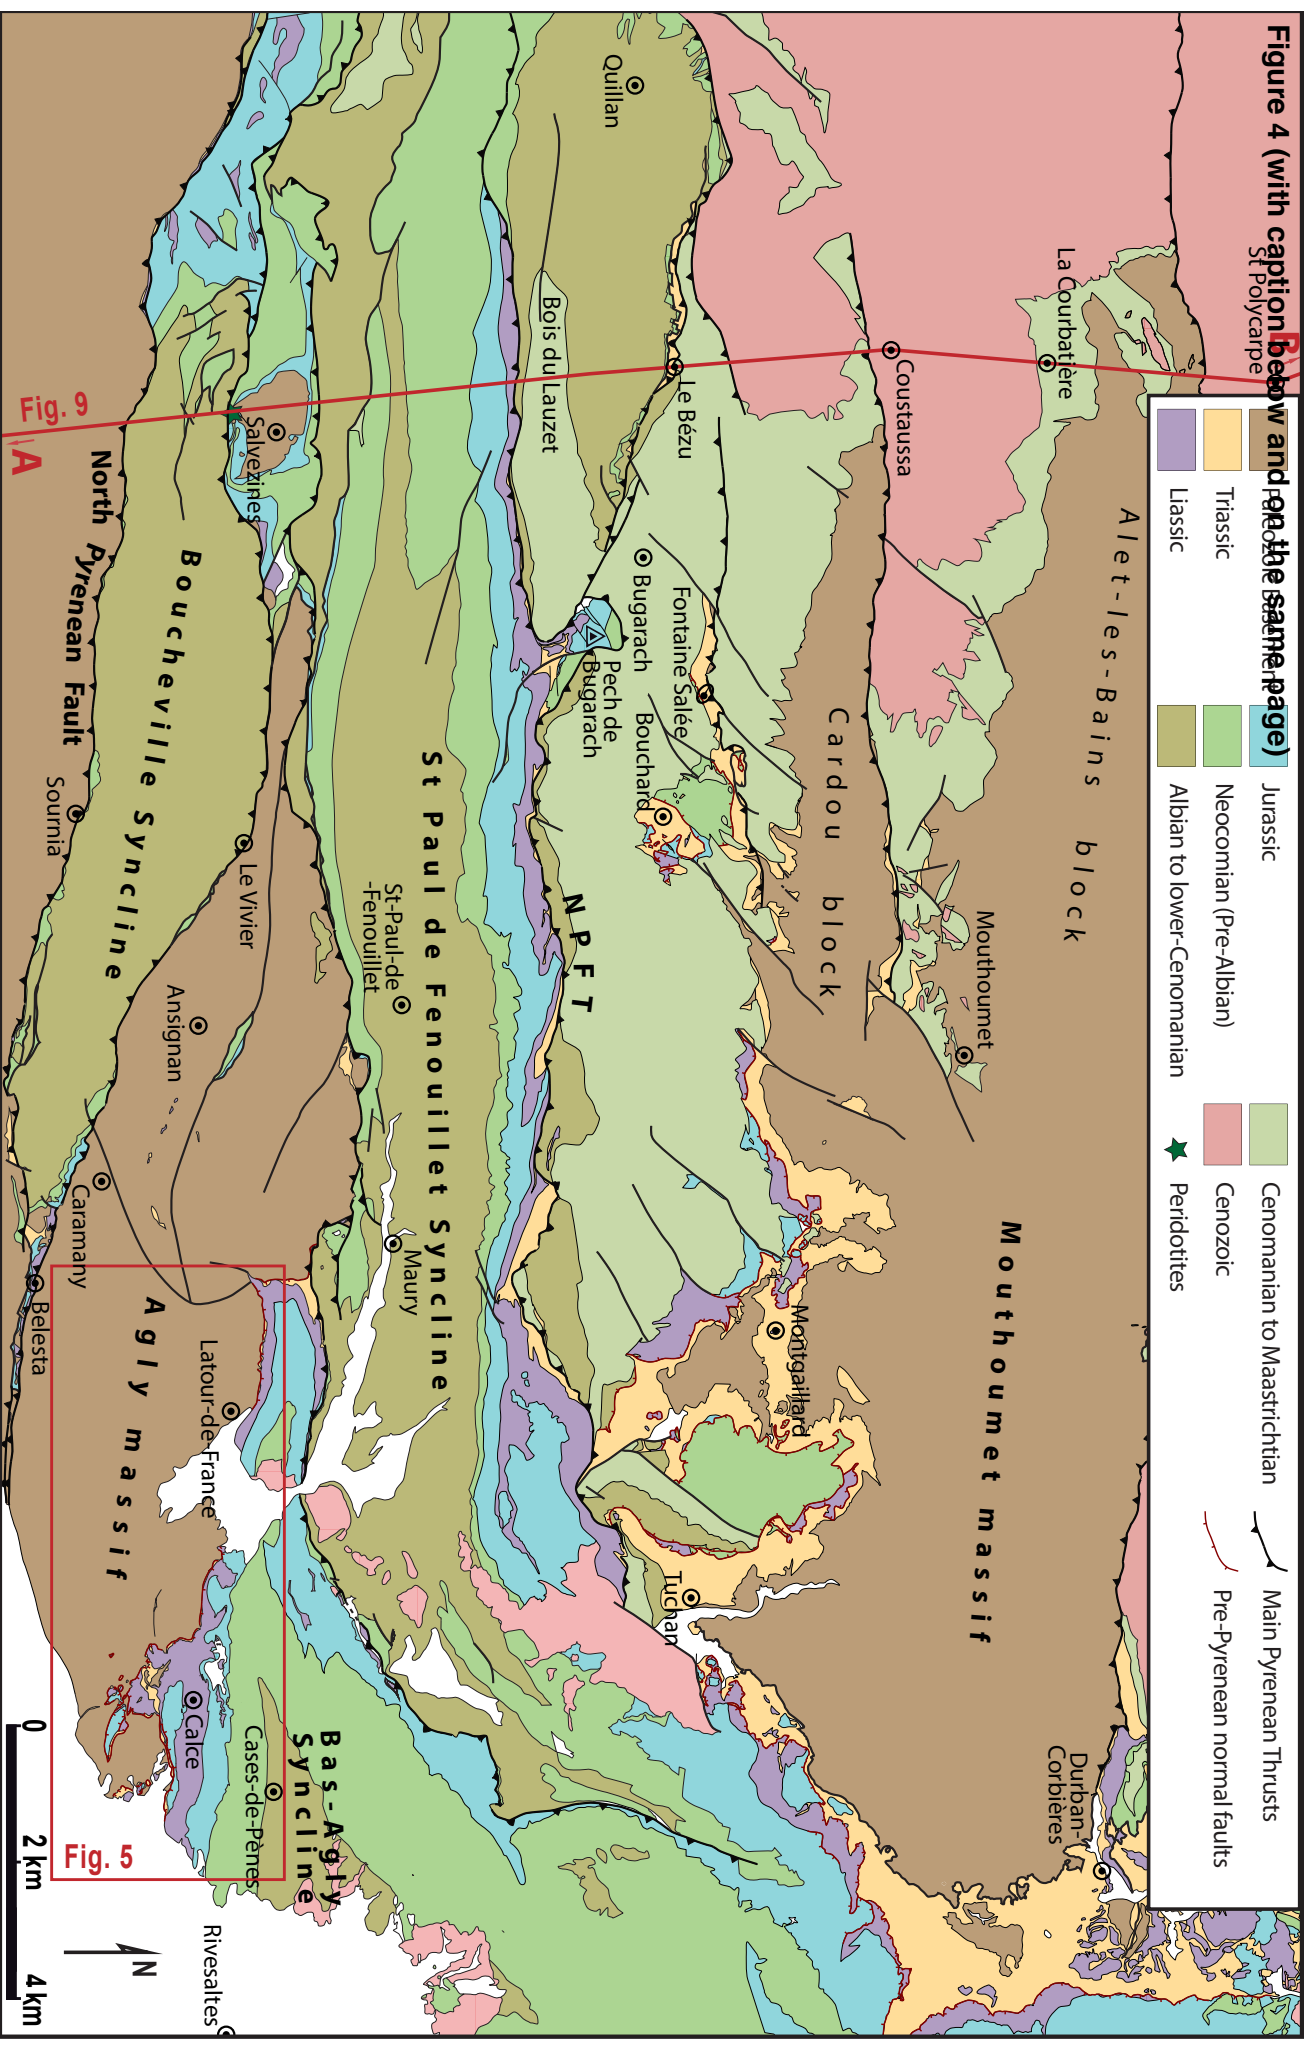 Figure 4 (with caption below and on the same page)
St Polycarpe
B
Paleozoic Basement
Triassic
Liassic
Jurassic
Neocomian (Pre-Albian)
Albian to lower-Cenomanian
Cenomanian to Maastrichtian
Cenozoic
Peridotites
Main Pyrenean Thrusts
Pre-Pyrenean normal faults
La Courbatière
Alet-les-Bains block
Mouthoumet
Mouthoumet massif
Durban-
Corbières
Coustaussa
Cardou block
Quillan
le Bézu
Bugarach
Fontaine Salée
Bouchard
Montgaillard
Tuchan
Bois du Lauzet
Pech de
Bugarach
NPFT
St Paul de Fenouillet Syncline
St-Paul-de
-Fenouillet
Maury
Bas-Agly
Syncline
Salvezines
Le Vivier
Ansignan
Latour-de-France
Cases-de-Pènes
Calce
Rivesaltes
Boucheville Syncline
Caramany
Agly massif
Fig. 9
A
North Pyrenean Fault
Sournia
Belesta
Fig. 5
N
0
2 km
4 km